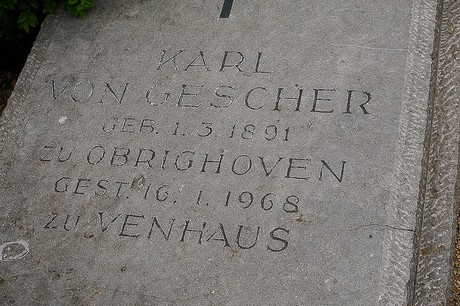 KARL
VON GESCHER
GEB. 1. 3. 1891
ZU OBRIGHOVEN
GEST. 16. 1. 1968
ZU VENHAUS